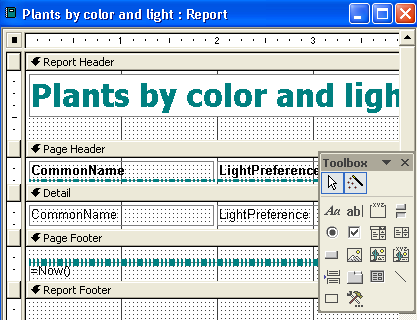 Plants by color and light : Report
1 2 3
Report Header
Plants by color and ligh
Page Header
CommonName LightPreference
Toolbox
Detail
Aa ab| xyz
CommonName LightPreference
Page Footer
=Now()
Report Footer